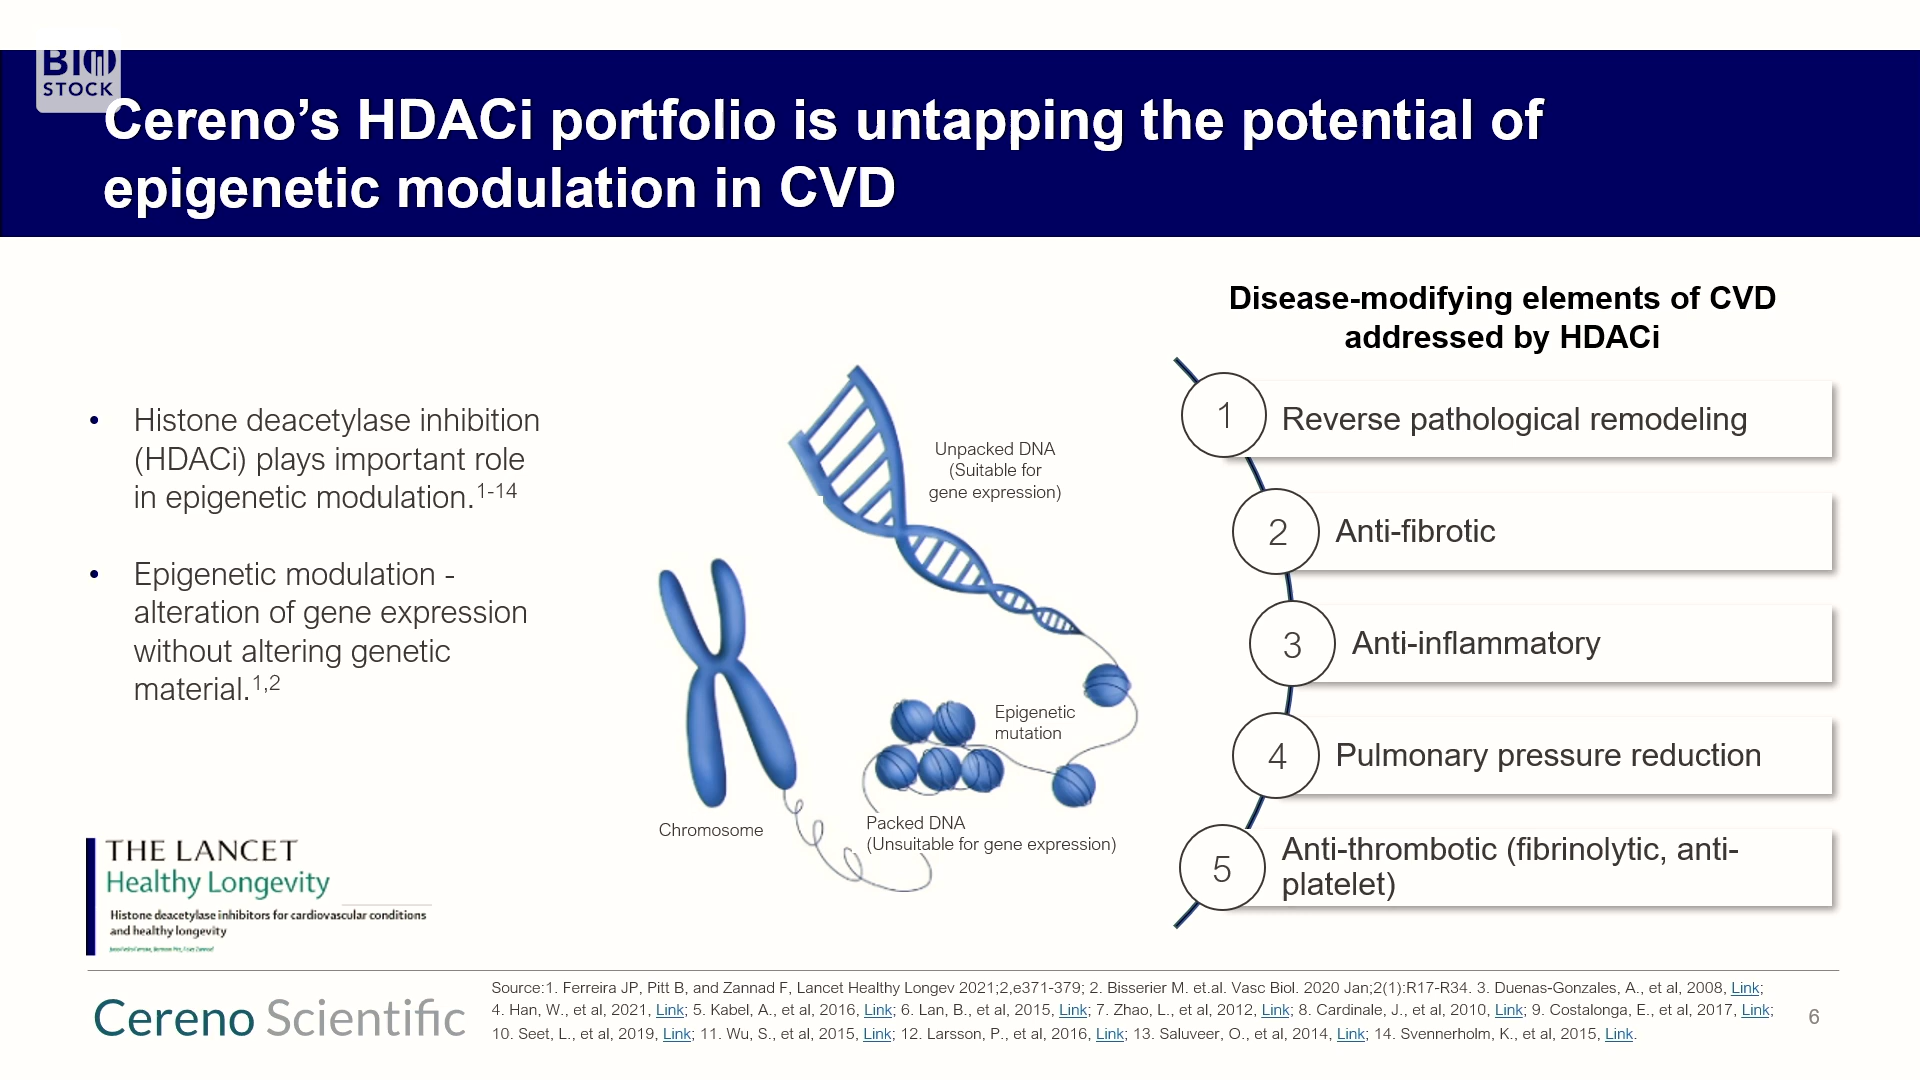 BIO
STOCK
Cereno’s HDACi portfolio is untapping the potential of
epigenetic modulation in CVD
• Histone deacetylase inhibition
(HDACi) plays important role
in epigenetic modulation.1-14
• Epigenetic modulation -
alteration of gene expression
without altering genetic
material.1,2
THE LANCET
Healthy Longevity
Histone deacetylase inhibitors for cardiovascular conditions
and healthy longevity
Unpacked DNA
(Suitable for
gene expression)
Epigenetic
mutation
Chromosome
Packed DNA
(Unsuitable for gene expression)
Disease-modifying elements of CVD
addressed by HDACi
1 Reverse pathological remodeling
2 Anti-fibrotic
3 Anti-inflammatory
4 Pulmonary pressure reduction
5 Anti-thrombotic (fibrinolytic, anti-
platelet)
Cereno Scientific
Source:1. Ferreira JP, Pitt B, and Zannad F, Lancet Healthy Longev 2021;2,e371-379; 2. Bisserier M. et.al. Vasc Biol. 2020 Jan;2(1):R17-R34. 3. Duenas-Gonzales, A., et al, 2008, Link;
4. Han, W., et al, 2021, Link; 5. Kabel, A., et al, 2016, Link; 6. Lan, B., et al, 2015, Link; 7. Zhao, L., et al, 2012, Link; 8. Cardinale, J., et al, 2010, Link; 9. Costalonga, E., et al, 2017, Link;
10. Seet, L., et al, 2019, Link; 11. Wu, S., et al, 2015, Link; 12. Larsson, P., et al, 2016, Link; 13. Saluveer, O., et al, 2014, Link; 14. Svennerholm, K., et al, 2015, Link.
6